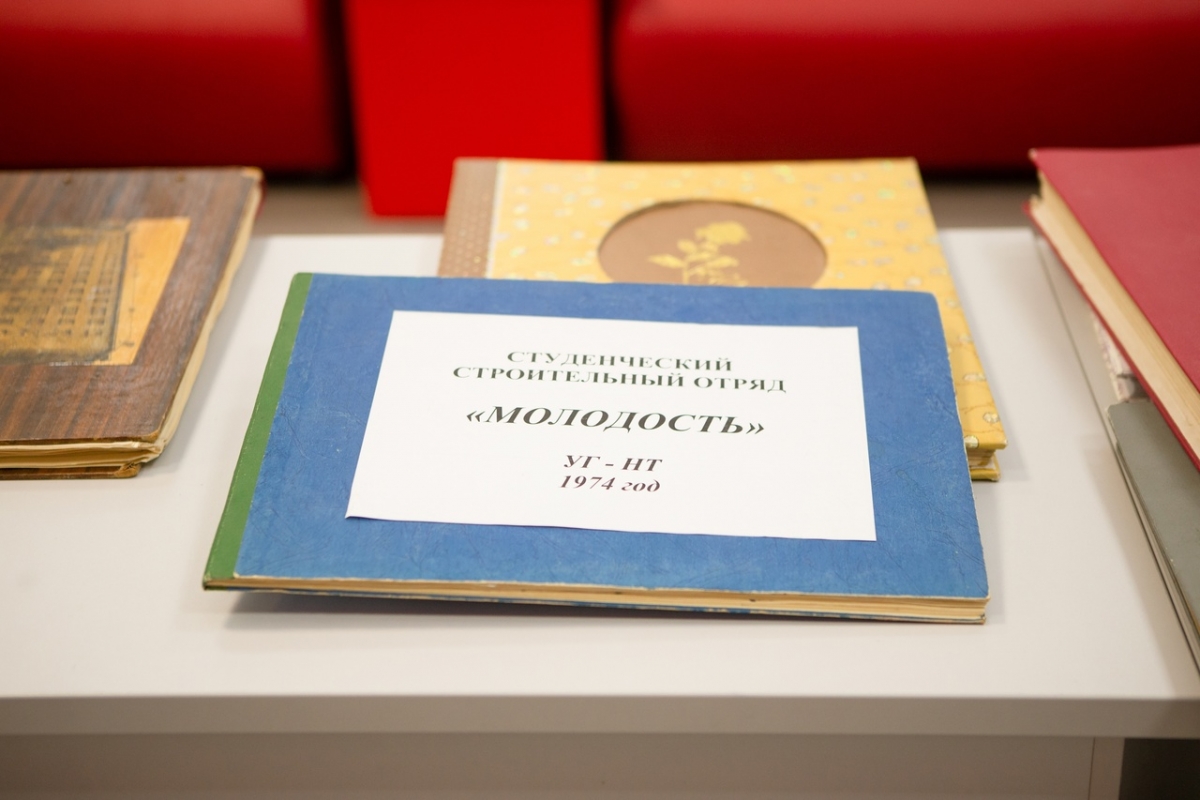 СТУДЕНЧЕСКИЙ
СТРОИТЕЛЬНЫЙ ОТРЯД
«МОЛОДОСТЬ»
УГ - НТ
1974 год